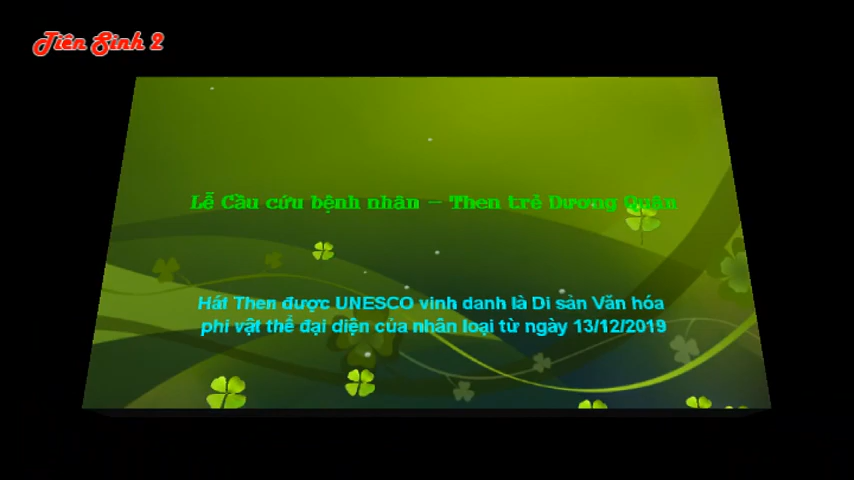 Tiên Sinh 2
Lễ Cầu cứu bệnh nhân - Then trẻ Dương Quân
Hát Then được UNESCO vinh danh là Di sản Văn hóa
phi vật thể đại diện của nhân loại từ ngày 13/12/2019